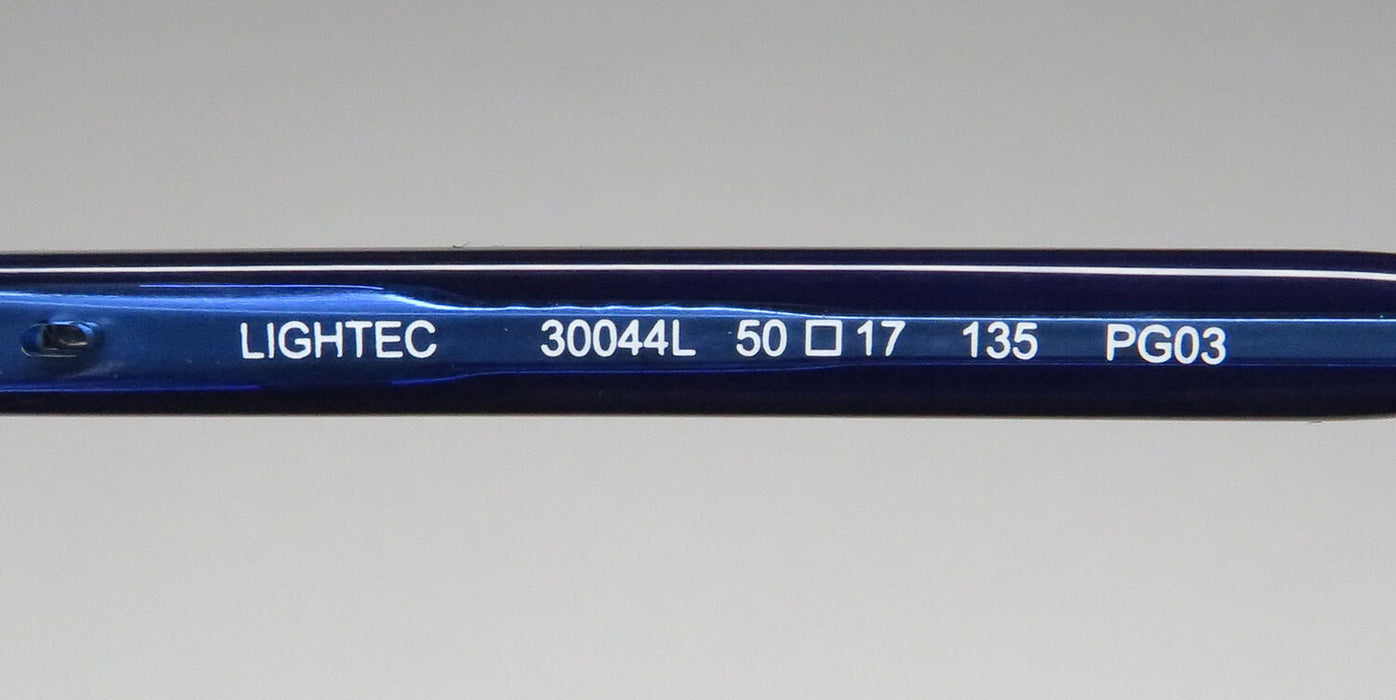 LIGHTEC 30044L 50 □ 17 135 PG03